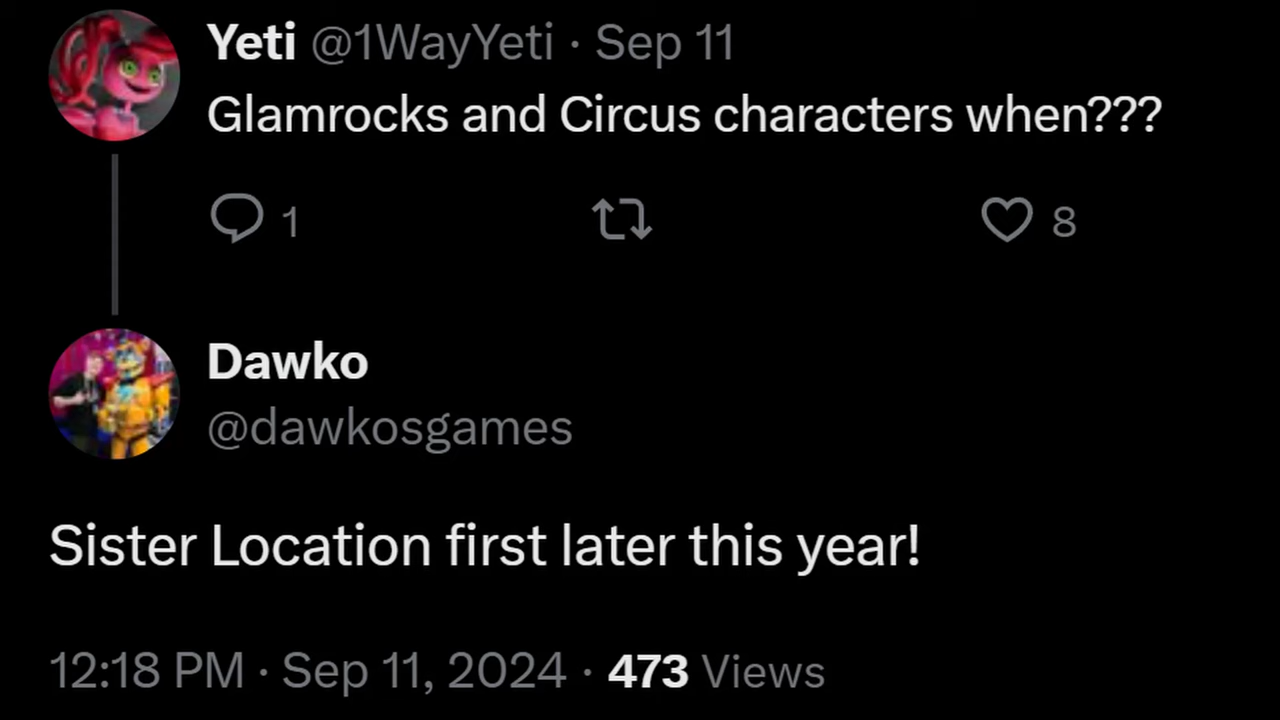 Yeti @1WayYeti · Sep 11
Glamrocks and Circus characters when???
1 8
Dawko
@dawkosgames
Sister Location first later this year!
12:18 PM · Sep 11, 2024 · 473 Views